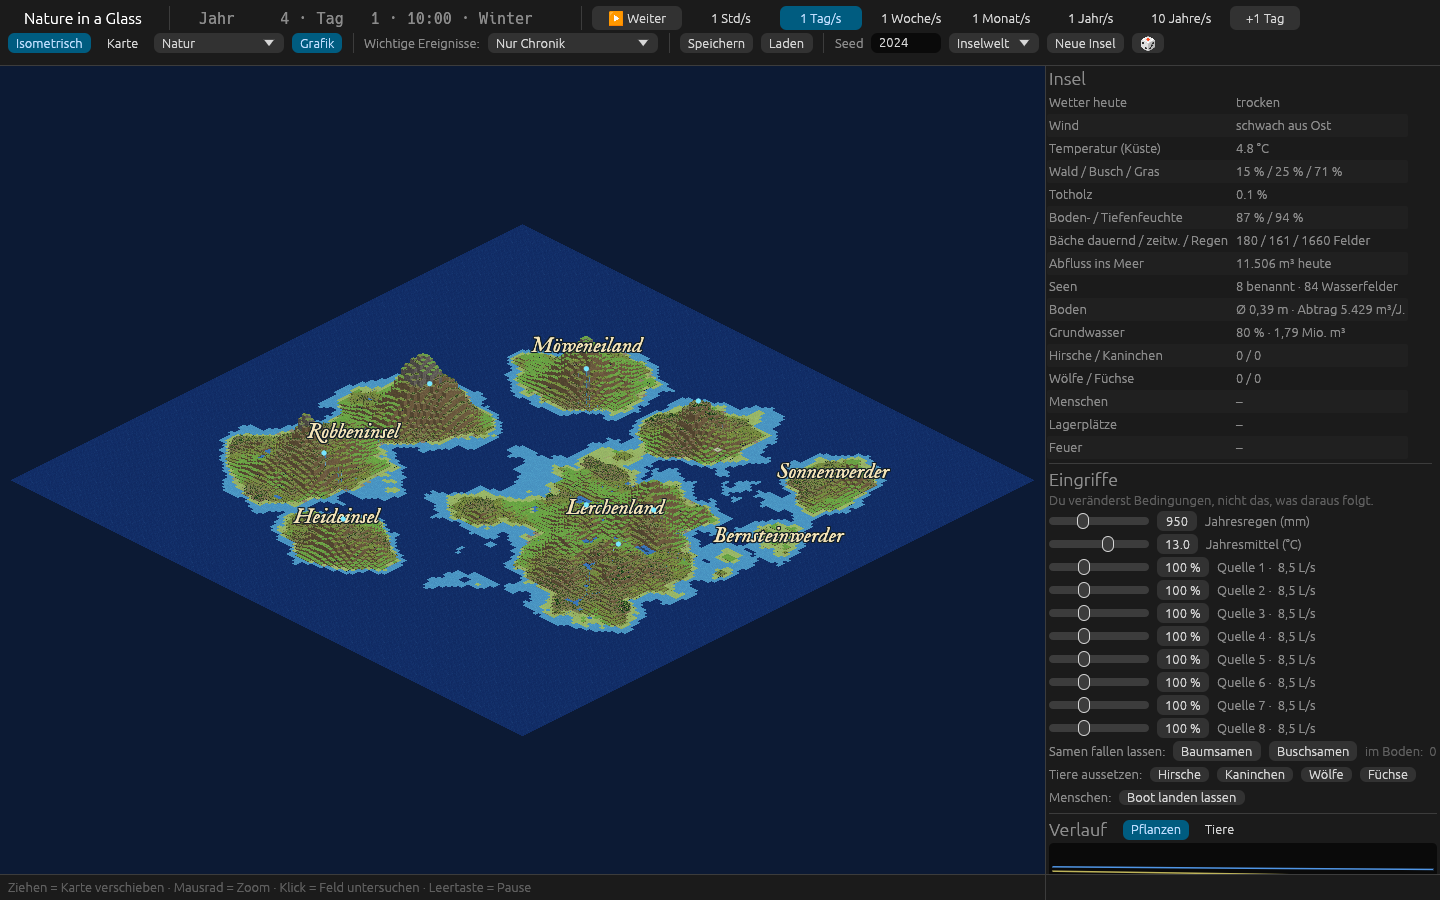 Nature in a Glass
Jahr 4 · Tag 1 · 10:00 · Winter
Weiter
1 Std/s
1 Tag/s
1 Woche/s
1 Monat/s
1 Jahr/s
10 Jahre/s
+1 Tag
Isometrisch
Karte
Natur
Grafik
Wichtige Ereignisse:
Nur Chronik
Speichern
Laden
Seed
2024
Inselwelt
Neue Insel
Möweneiland
Robbeninsel
Sonnenwerder
Lerchenland
Heideinsel
Bernsteinwerder
Insel
Wetter heute trocken
Wind schwach aus Ost
Temperatur (Küste) 4.8 °C
Wald / Busch / Gras 15 % / 25 % / 71 %
Totholz 0.1 %
Boden- / Tiefenfeuchte 87 % / 94 %
Bäche dauernd / zeitw. / Regen 180 / 161 / 1660 Felder
Abfluss ins Meer 11.506 m³ heute
Seen 8 benannt · 84 Wasserfelder
Boden Ø 0,39 m · Abtrag 5.429 m³/J.
Grundwasser 80 % · 1,79 Mio. m³
Hirsche / Kaninchen 0 / 0
Wölfe / Füchse 0 / 0
Menschen –
Lagerplätze –
Feuer –
Eingriffe
Du veränderst Bedingungen, nicht das, was daraus folgt.
950 Jahresregen (mm)
13.0 Jahresmittel (°C)
100 % Quelle 1 · 8,5 L/s
100 % Quelle 2 · 8,5 L/s
100 % Quelle 3 · 8,5 L/s
100 % Quelle 4 · 8,5 L/s
100 % Quelle 5 · 8,5 L/s
100 % Quelle 6 · 8,5 L/s
100 % Quelle 7 · 8,5 L/s
100 % Quelle 8 · 8,5 L/s
Samen fallen lassen: Baumsamen Buschsamen im Boden: 0
Tiere aussetzen: Hirsche Kaninchen Wölfe Füchse
Menschen: Boot landen lassen
Verlauf Pflanzen Tiere
Ziehen = Karte verschieben · Mausrad = Zoom · Klick = Feld untersuchen · Leertaste = Pause